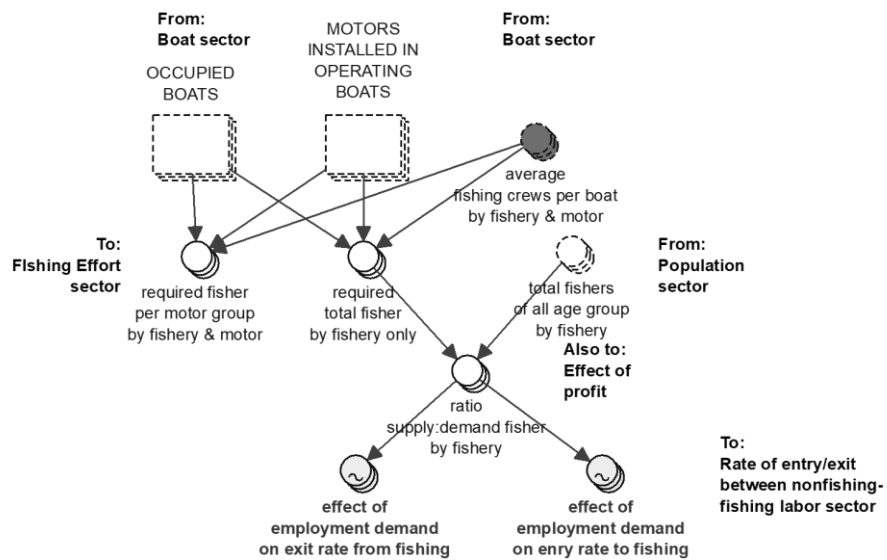 From:
Boat sector
From:
Boat sector
OCCUPIED
BOATS
MOTORS
INSTALLED IN
OPERATING
BOATS
average
fishing crews per boat
by fishery & motor
To:
FIshing Effort
sector
required fisher
per motor group
by fishery & motor
required
total fisher
by fishery only
total fishers
of all age group
by fishery
From:
Population
sector
Also to:
Effect of
profit
ratio
supply:demand fisher
by fishery
effect of
employment demand
on exit rate from fishing
effect of
employment demand
on enry rate to fishing
To:
Rate of entry/exit
between nonfishing-
fishing labor sector